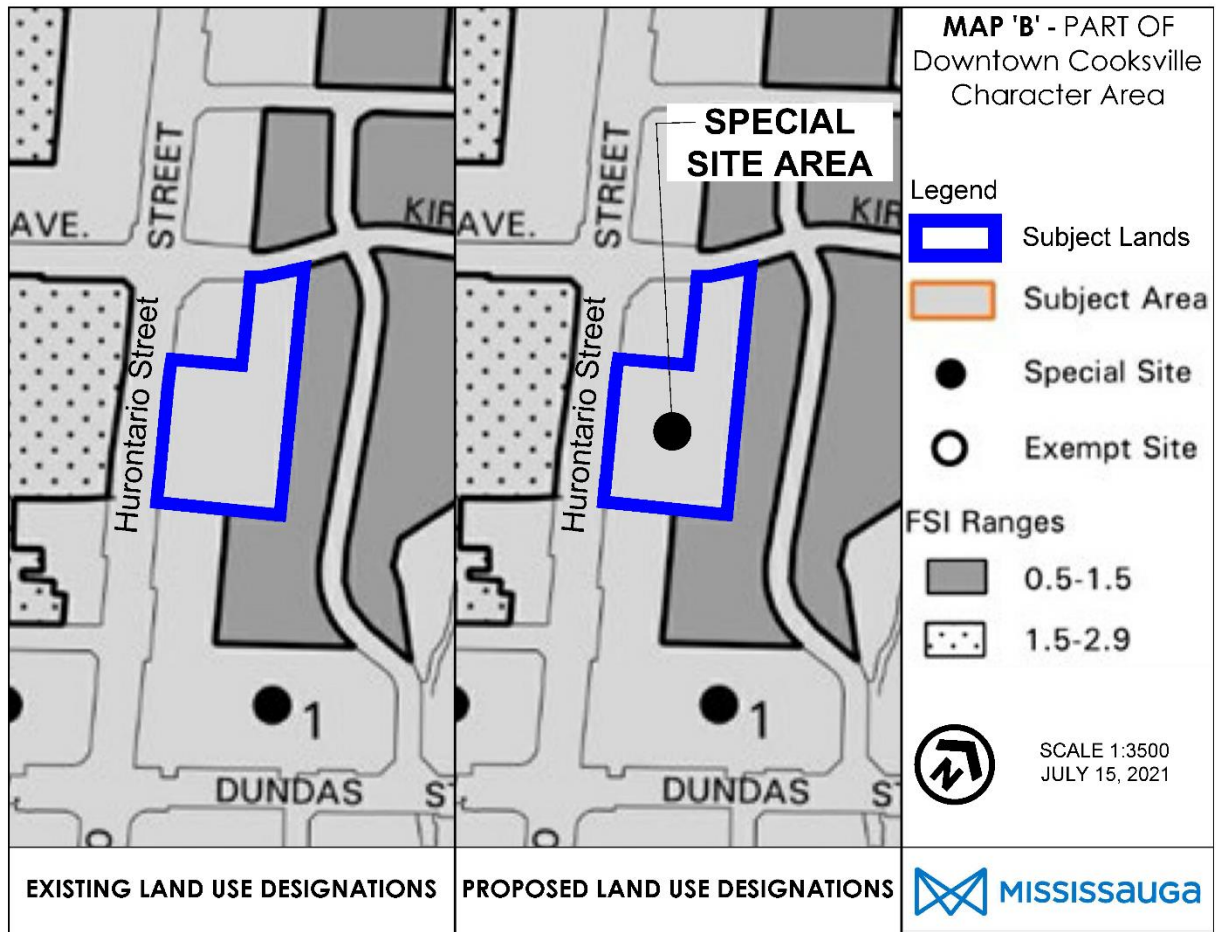 STREET
AVE.
KIR
Hurontario Street
1
DUNDAS ST
EXISTING LAND USE DESIGNATIONS
SPECIAL
SITE AREA
STREET
AVE.
KIR
Hurontario Street
1
DUNDAS ST
PROPOSED LAND USE DESIGNATIONS
MAP 'B' - PART OF
Downtown Cooksville
Character Area
Legend
Subject Lands
Subject Area
Special Site
Exempt Site
FSI Ranges
0.5-1.5
1.5-2.9
N
SCALE 1:3500
JULY 15, 2021
MISSISSAUGA